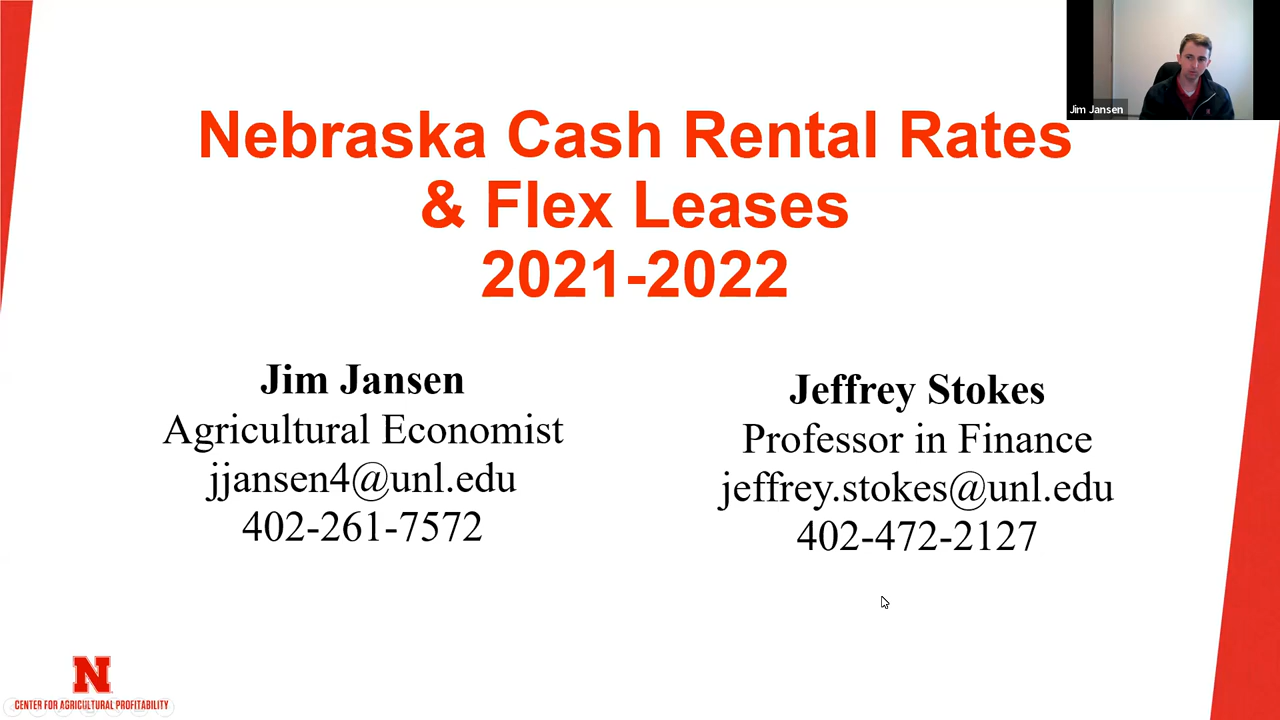 Jim Jansen
Nebraska Cash Rental Rates
& Flex Leases
2021-2022
Jim Jansen
Agricultural Economist
jjansen4@unl.edu
402-261-7572
Jeffrey Stokes
Professor in Finance
jeffrey.stokes@unl.edu
402-472-2127
N
CENTER FOR AGRICULTURAL PROFITABILITY